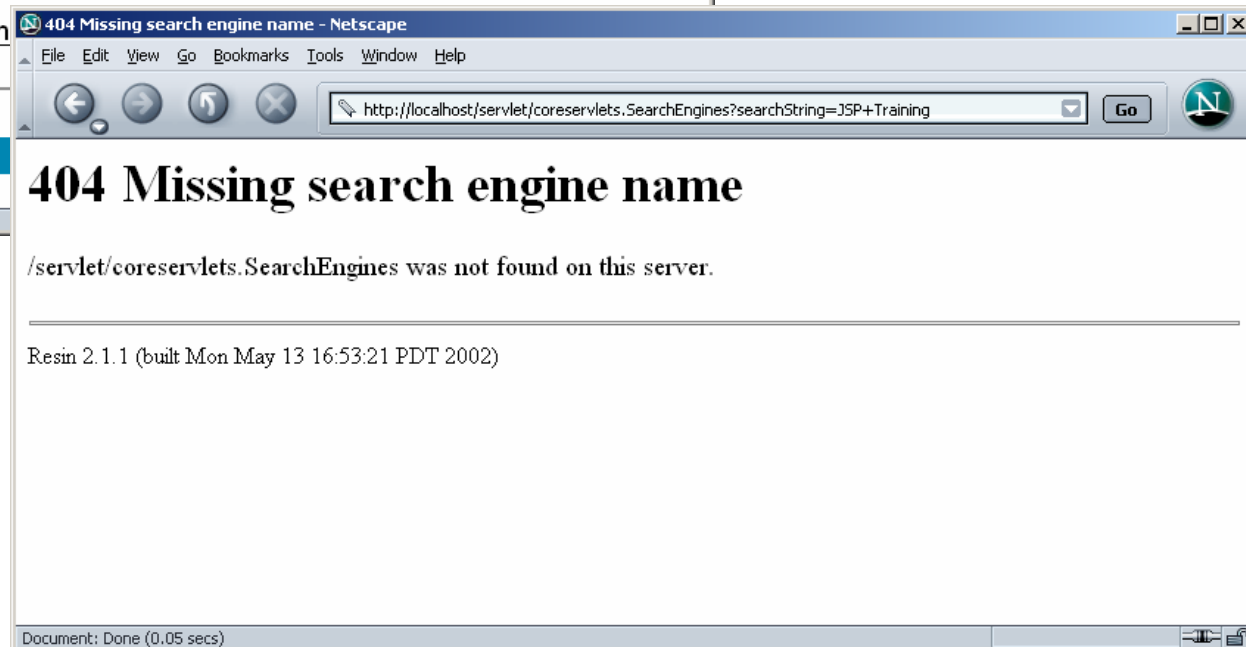 n
404 Missing search engine name - Netscape
File Edit View Go Bookmarks Tools Window Help
http://localhost/servlet/coreservlets.SearchEngines?searchString=JSP+Training
Go
N
404 Missing search engine name
/servlet/coreservlets.SearchEngines was not found on this server.
Resin 2.1.1 (built Mon May 13 16:53:21 PDT 2002)
Document: Done (0.05 secs)